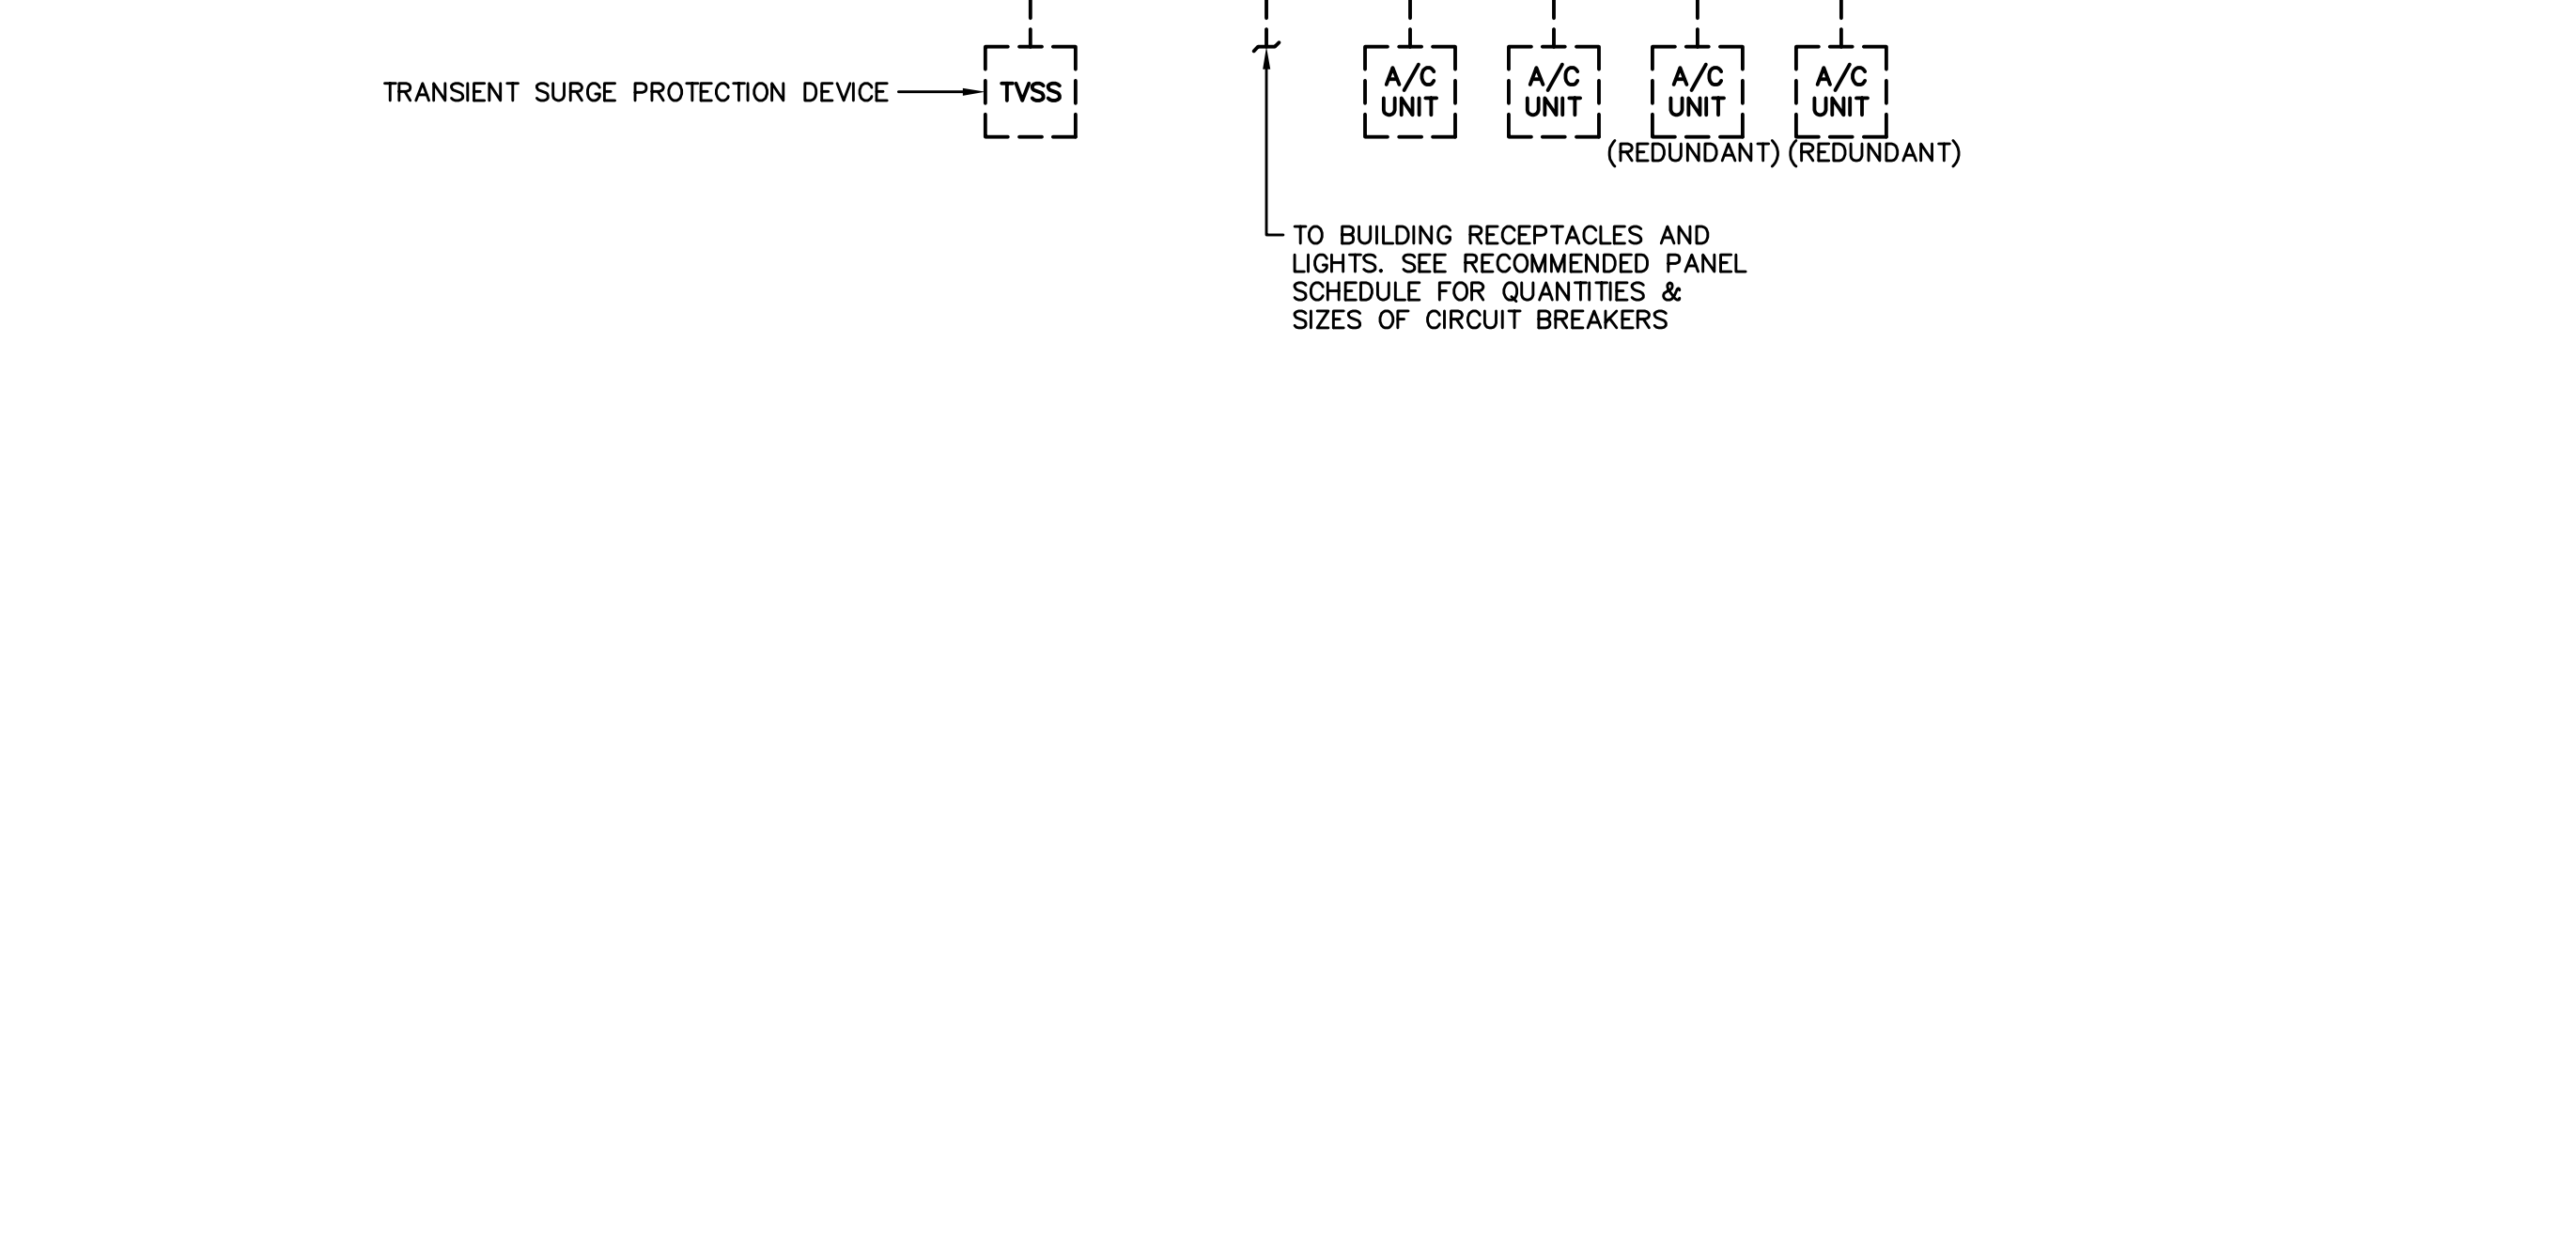 TRANSIENT SURGE PROTECTION DEVICE
TVSS
A/C
UNIT
A/C
UNIT
A/C
UNIT
(REDUNDANT)
A/C
UNIT
(REDUNDANT)
TO BUILDING RECEPTACLES AND
LIGHTS. SEE RECOMMENDED PANEL
SCHEDULE FOR QUANTITIES &
SIZES OF CIRCUIT BREAKERS